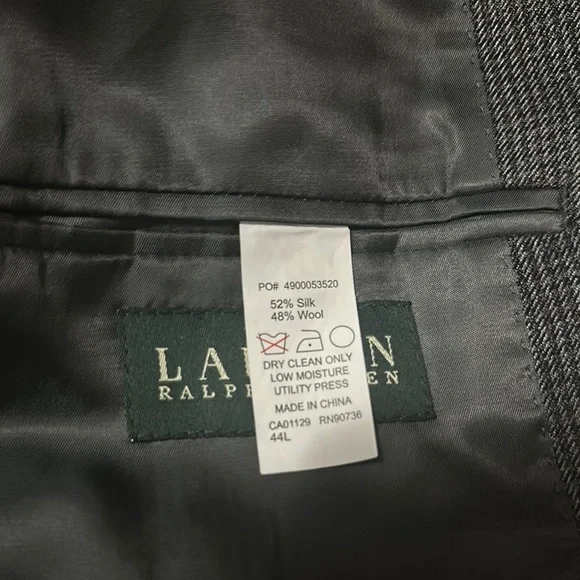 PO# 4900053520
52% Silk
48% Wool
DRY CLEAN ONLY
LOW MOISTURE
UTILITY PRESS
MADE IN CHINA
CA01129 RN90736
44L